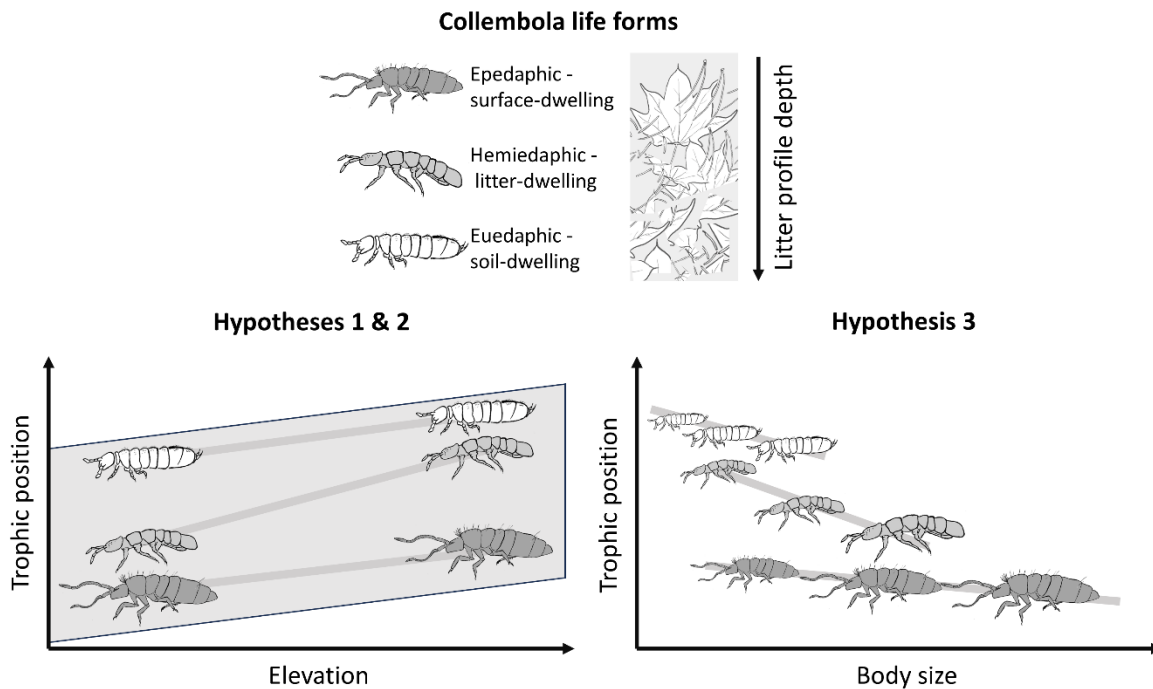 Collembola life forms
Epedaphic -
surface-dwelling
Hemiedaphic -
litter-dwelling
Euedaphic -
soil-dwelling
Litter profile depth
Hypotheses 1 & 2
Trophic position
Elevation
Hypothesis 3
Trophic position
Body size